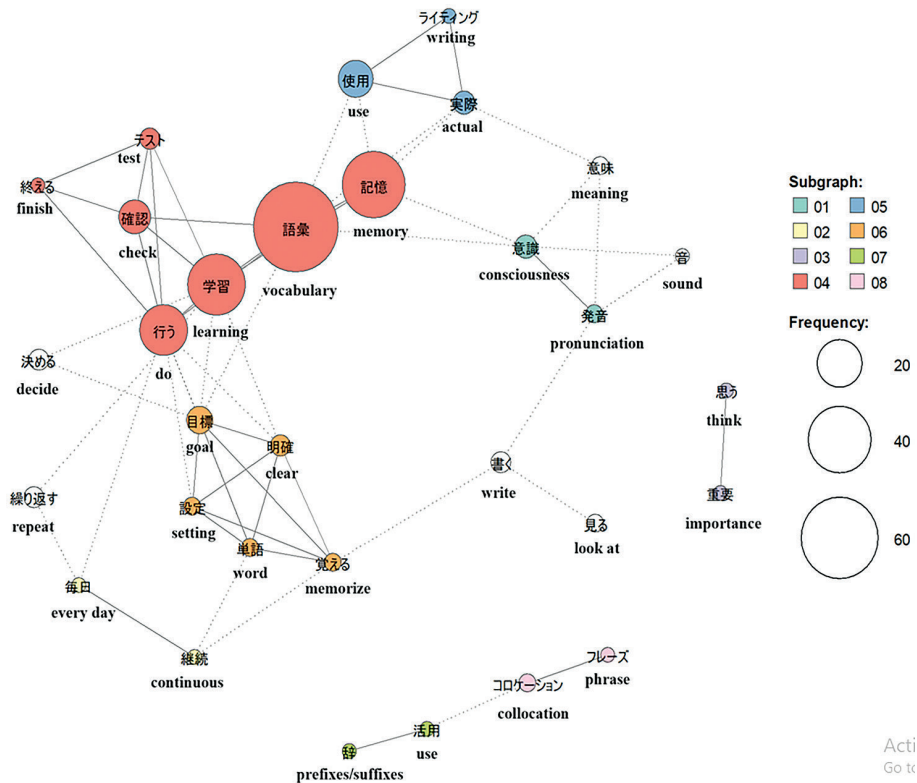 ライティング
writing
使用
use
実際
actual
テスト
test
記憶
memory
意味
meaning
終える
finish
確認
check
語彙
vocabulary
意識
consciousness
音
sound
学習
learning
発音
pronunciation
行う
do
決める
decide
思う
think
目標
goal
明確
clear
書く
write
重要
importance
繰り返す
repeat
設定
setting
見る
look at
単語
word
覚える
memorize
毎日
every day
継続
continuous
フレーズ
phrase
コロケーション
collocation
活用
use
辞
prefixes/suffixes
Subgraph:
01 05
02 06
03 07
04 08
Frequency:
20
40
60
Acti
Go to